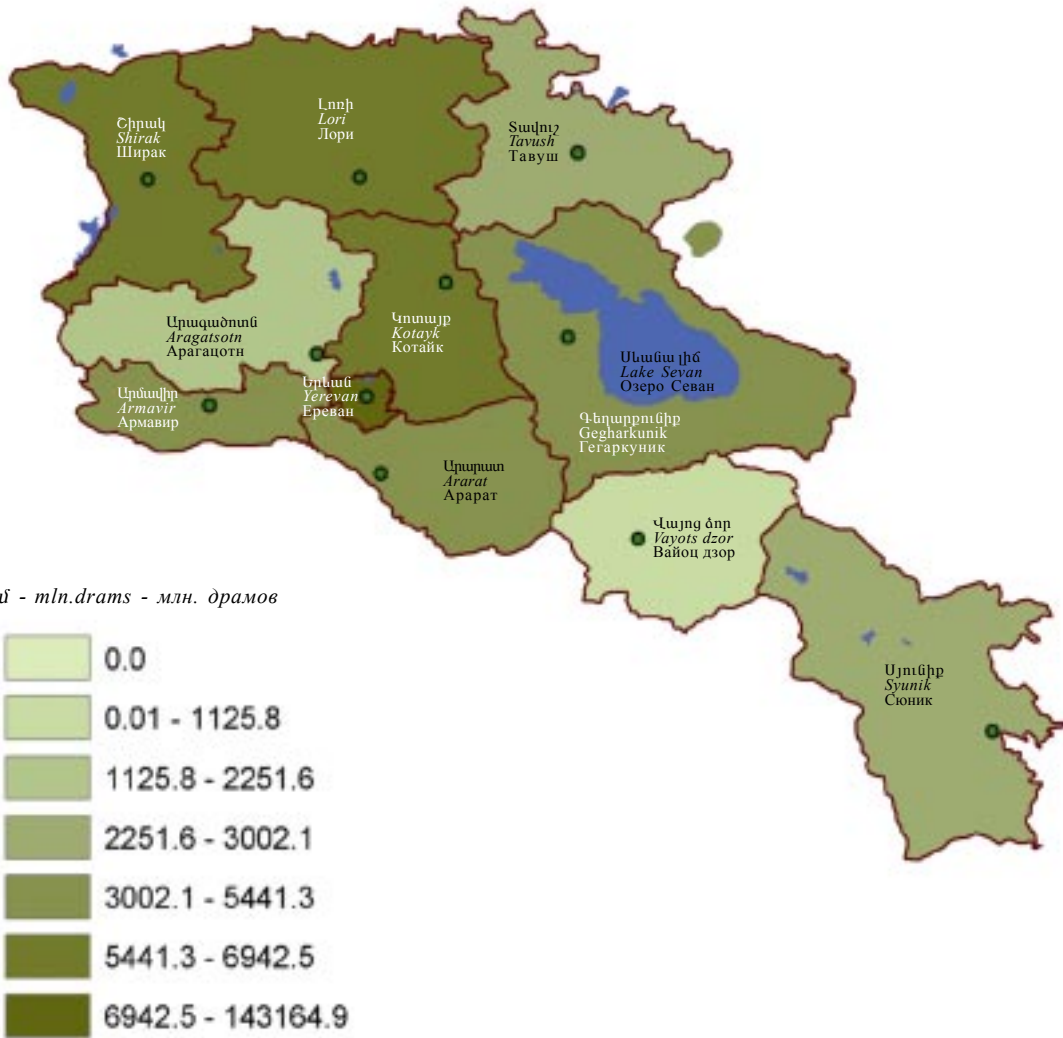 Շիրակ
Shirak
Ширак
Լոռի
Lori
Лори
Տավուշ
Tavush
Тавуш
Արագածոտն
Aragatsotn
Арагацотн
Կոտայք
Kotayk
Котайк
Սևանա լիճ
Lake Sevan
Озеро Севан
Արմավիր
Armavir
Армавир
Երևան
Yerevan
Ереван
Գեղարքունիք
Gegharkunik
Гегаркуник
Արարատ
Ararat
Арарат
Վայոց ձոր
Vayots dzor
Вайоц дзор
Սյունիք
Syunik
Сюник
- mln.drams - млн. драмов
0.0
0.01 - 1125.8
1125.8 - 2251.6
2251.6 - 3002.1
3002.1 - 5441.3
5441.3 - 6942.5
6942.5 - 143164.9